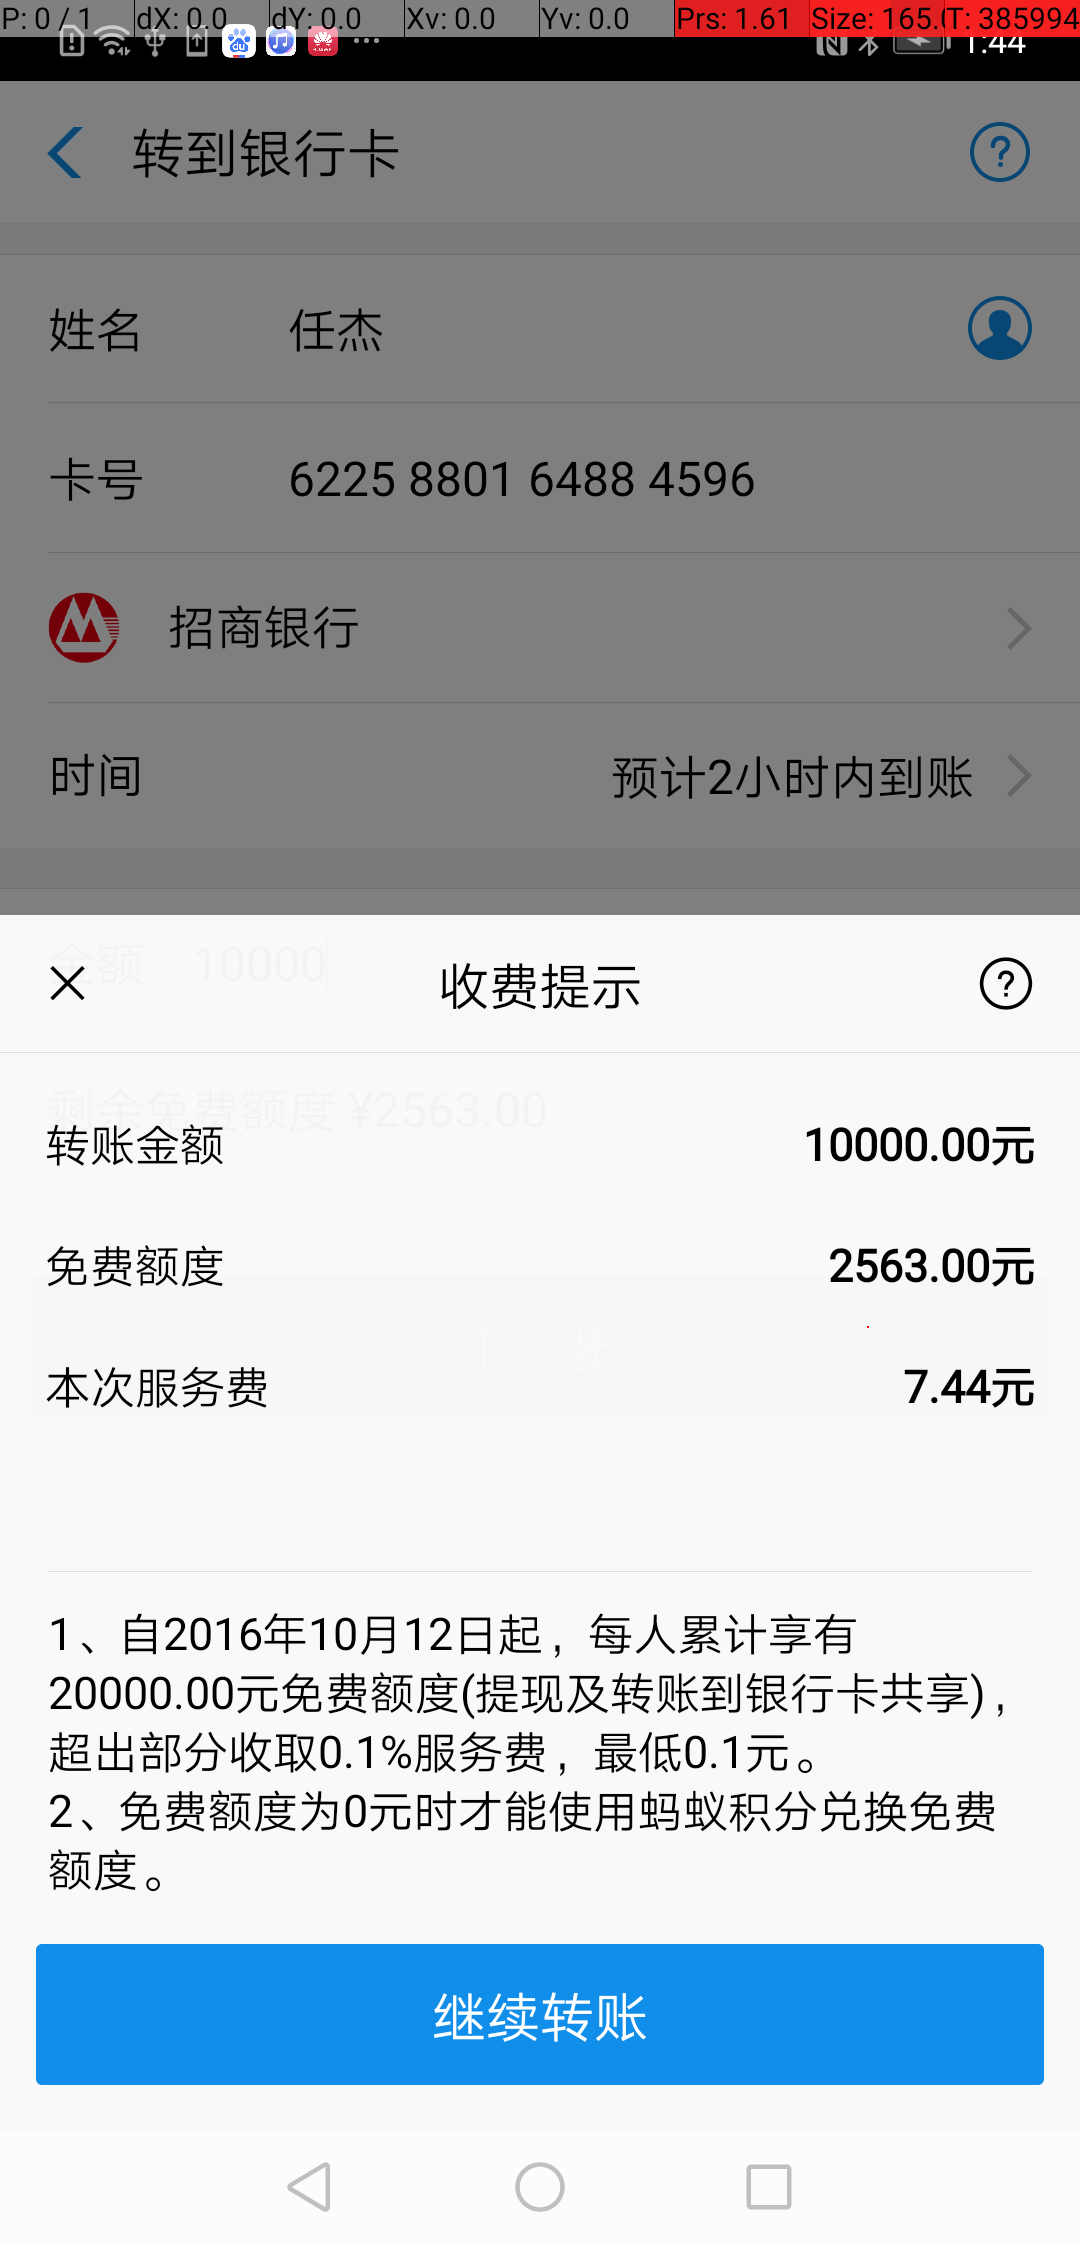 P: 0 / 1 dX: 0.0 dY: 0.0 Xv: 0.0 Yv: 0.0 Prs: 1.61 Size: 165.0 T: 385994
1:44
转到银行卡
姓名 任杰
卡号 6225 8801 6488 4596
招商银行
时间 预计2小时内到账
金额 10000
收费提示
剩余免费额度 ¥2563.00
转账金额 10000.00元
免费额度 2563.00元
下一步
本次服务费 7.44元
1、自2016年10月12日起，每人累计享有
20000.00元免费额度(提现及转账到银行卡共享)，
超出部分收取0.1%服务费，最低0.1元。
2、免费额度为0元时才能使用蚂蚁积分兑换免费
额度。
继续转账